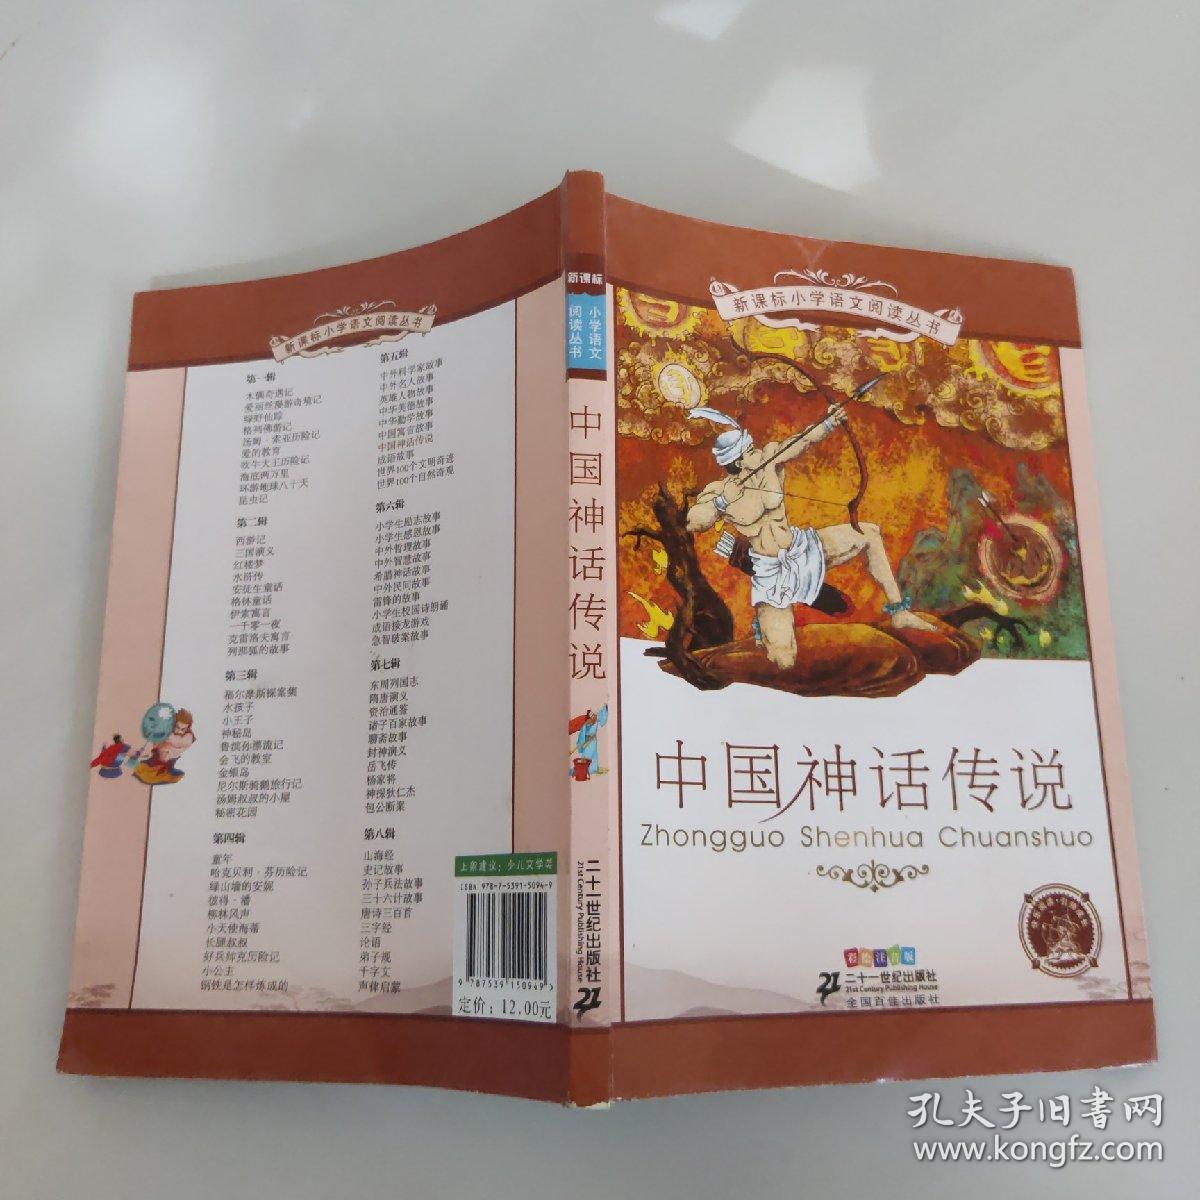 新课标小学语文阅读丛书
第一辑
木偶奇遇记
爱丽丝漫游奇境记
绿野仙踪
格列佛游记
汤姆·索亚历险记
爱的教育
吹牛大王历险记
海底两万里
环游地球八十天
昆虫记
第二辑
西游记
三国演义
红楼梦
水浒传
安徒生童话
格林童话
伊索寓言
一千零一夜
克雷洛夫寓言
列那狐的故事
第三辑
福尔摩斯探案集
水孩子
小王子
神秘岛
鲁滨孙漂流记
会飞的教室
金银岛
尼尔斯骑鹅旅行记
汤姆叔叔的小屋
秘密花园
第四辑
童年
哈克贝利·芬历险记
绿山墙的安妮
彼得·潘
柳林风声
小天使海蒂
长腿叔叔
好兵帅克历险记
小公主
钢铁是怎样炼成的
第五辑
中外科学家故事
中外名人故事
英雄人物故事
中华美德故事
中华勤学故事
中国寓言故事
中国神话传说
成语故事
世界100个文明奇迹
世界100个自然奇观
第六辑
小学生励志故事
小学生感恩故事
中外哲理故事
中外智慧故事
希腊神话故事
中外民间故事
雷锋的故事
小学生校园诗朗诵
成语接龙游戏
急智破案故事
第七辑
东周列国志
隋唐演义
资治通鉴
诸子百家故事
聊斋故事
封神演义
岳飞传
杨家将
神探狄仁杰
包公断案
第八辑
山海经
史记故事
孙子兵法故事
三十六计故事
唐诗三百首
三字经
论语
弟子规
千字文
声律启蒙
上架建议：少儿文学类
ISBN 978-7-5391-5094-9
9 787539 150949 >
定价：12.00元
新课标
小学语文
阅读丛书
中国神话传说
二十一世纪出版社
21st Century Publishing House
21
新课标小学语文阅读丛书
中国神话传说
Zhongguo Shenhua Chuanshuo
彩绘注音版
21 二十一世纪出版社
21st Century Publishing House
全国百佳出版社
孔夫子旧书网
www.kongfz.com